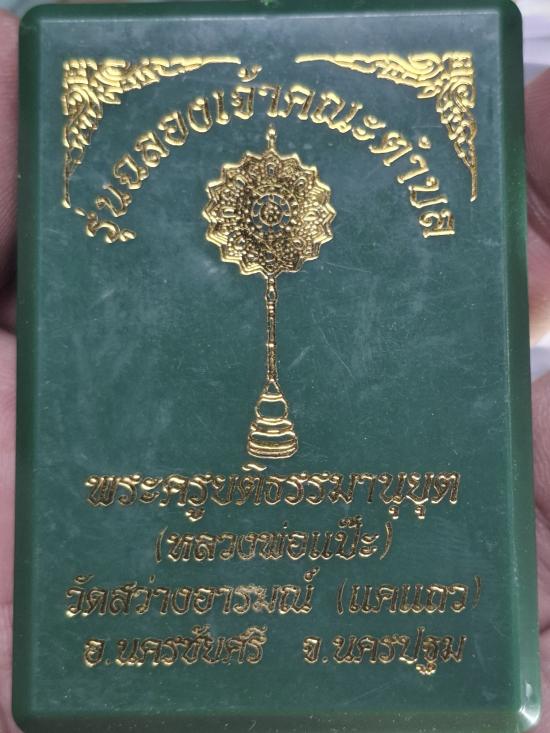 รุ่นฉลองเจ้าคณะตำบล
พระครูยติธรรมานุยุต
(หลวงพ่อแป๊ะ)
วัดสว่างอารมณ์ (แคแถว)
อ.นครชัยศรี จ.นครปฐม